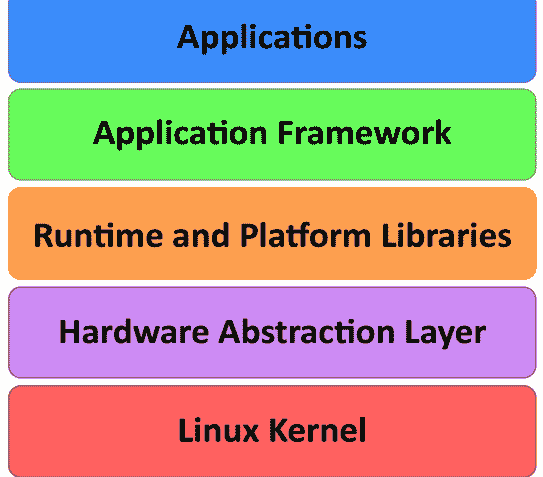 Applications
Application Framework
Runtime and Platform Libraries
Hardware Abstraction Layer
Linux Kernel